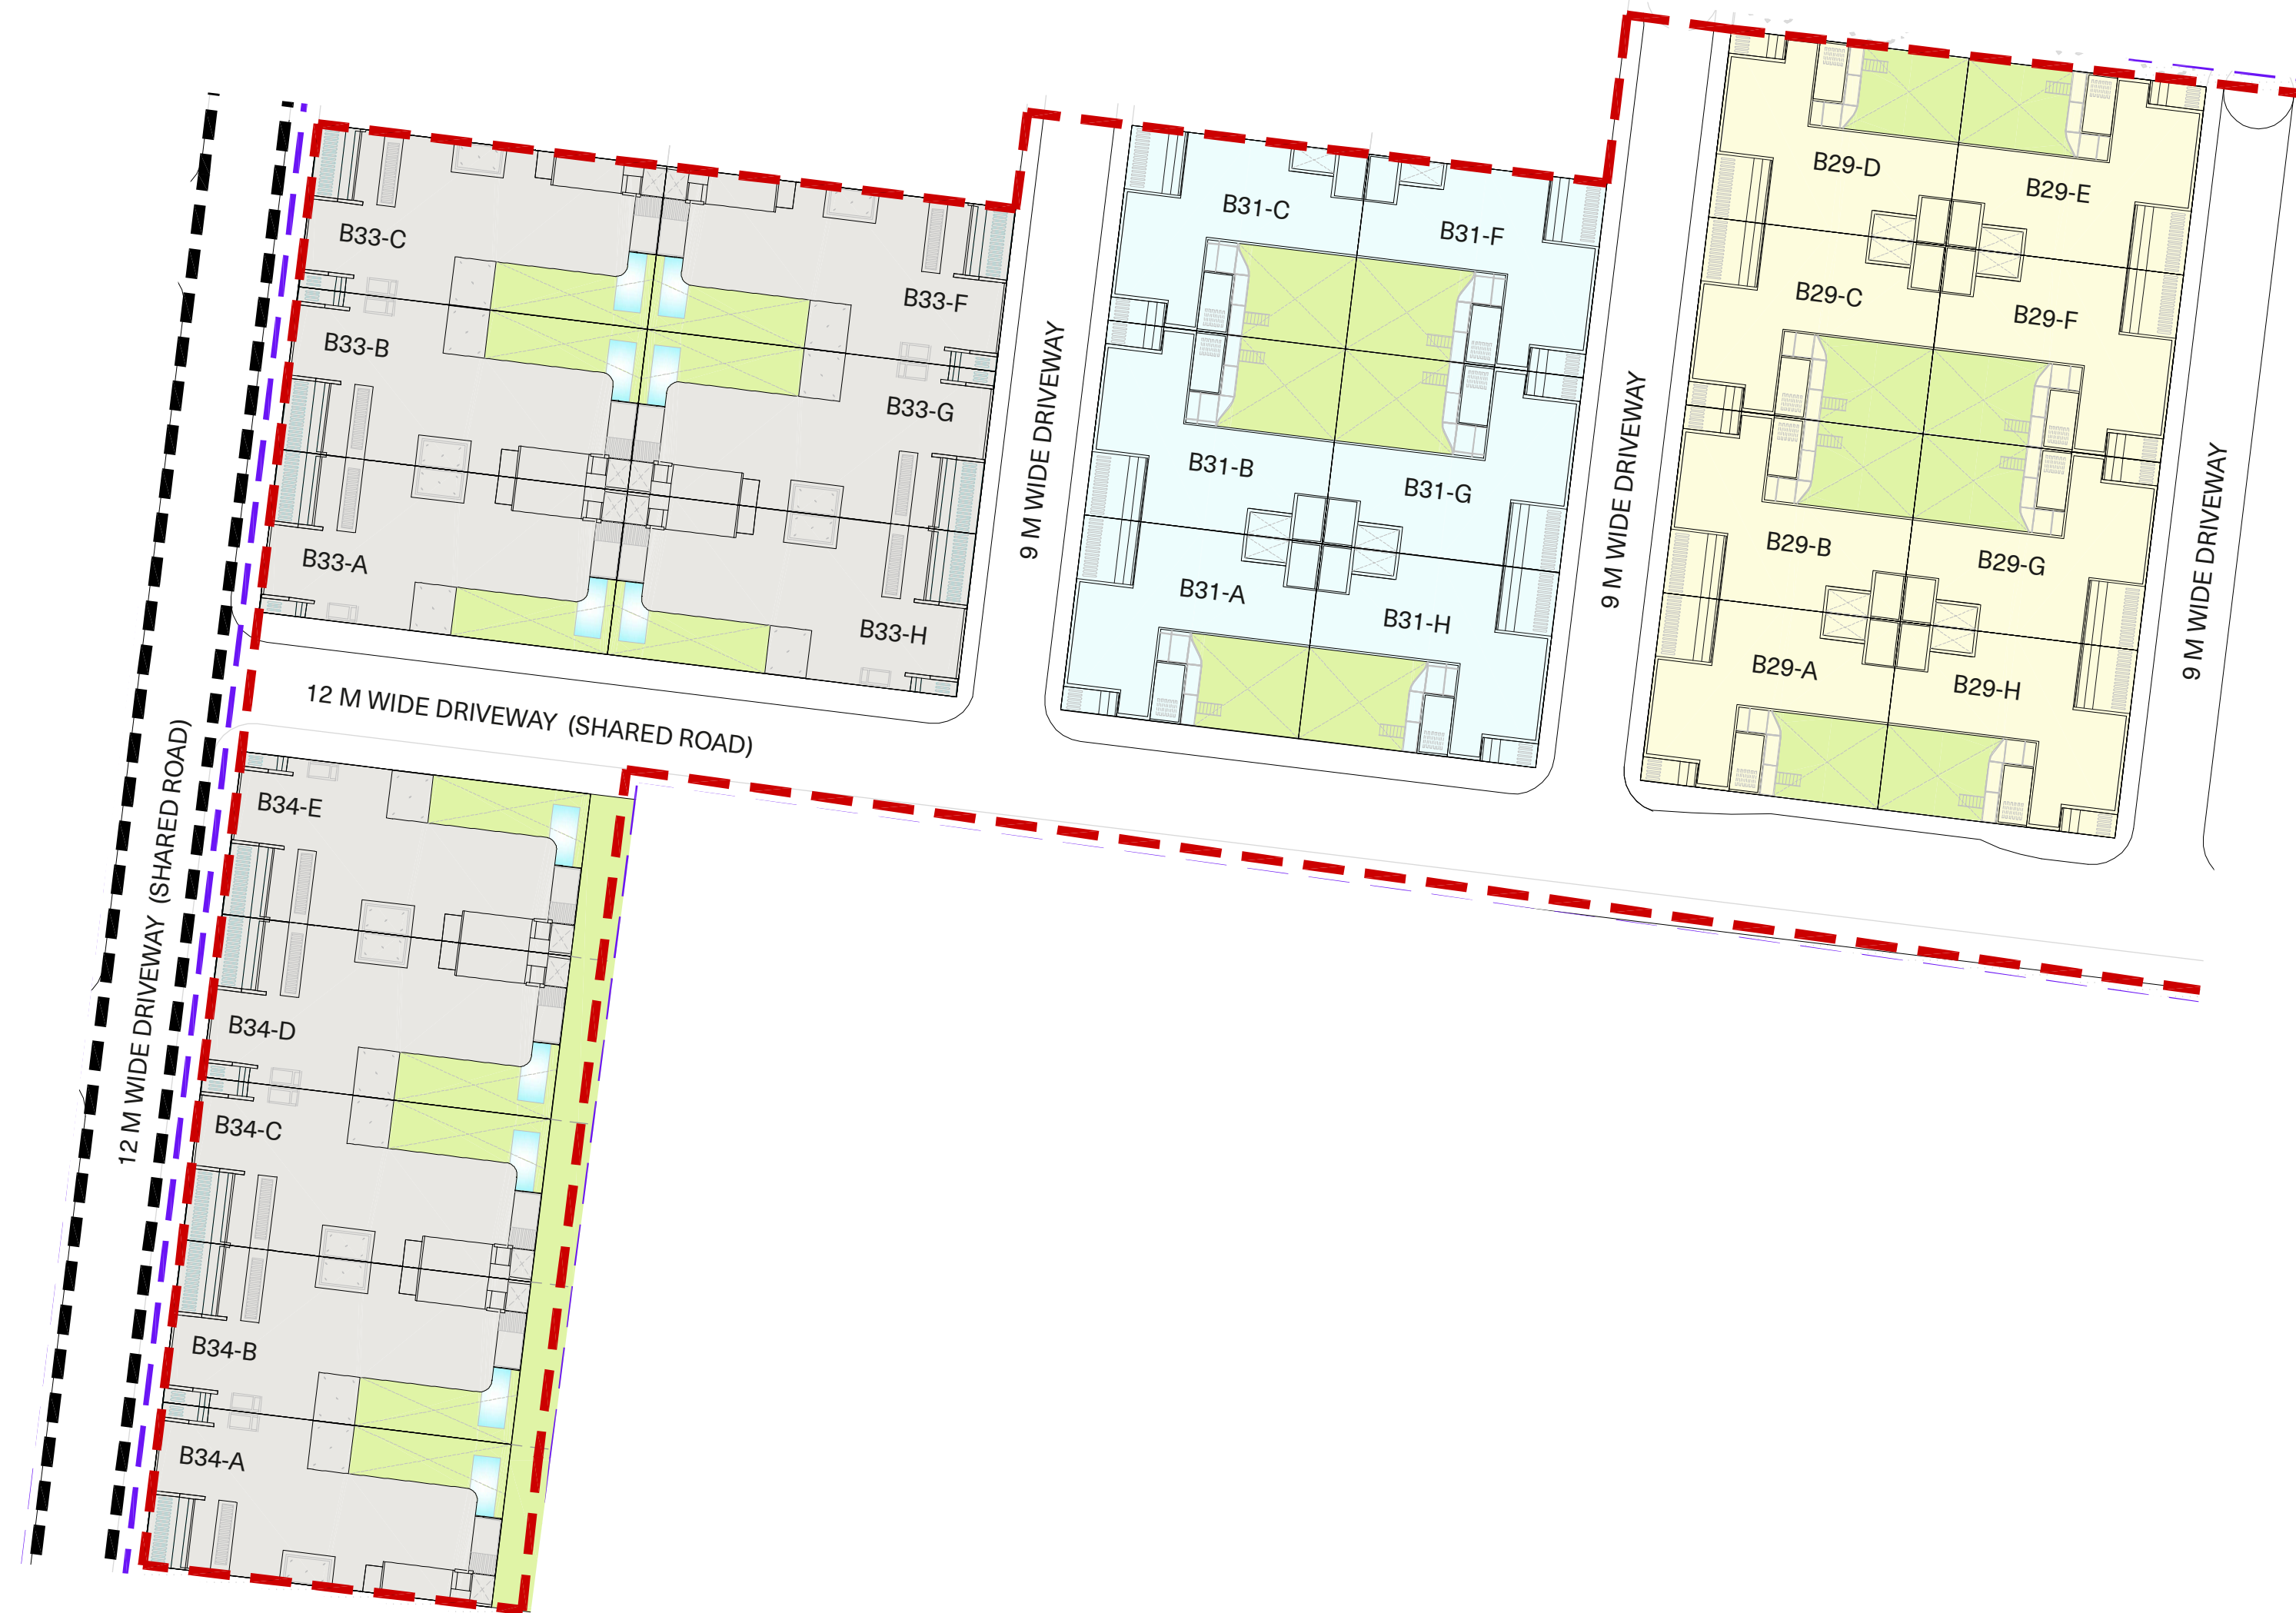 B33-C
B33-B
B33-A
B33-F
B33-G
B33-H
12 M WIDE DRIVEWAY (SHARED ROAD)
12 M WIDE DRIVEWAY (SHARED ROAD)
B34-E
B34-D
B34-C
B34-B
B34-A
9 M WIDE DRIVEWAY
B31-C
B31-F
B31-B
B31-G
B31-A
B31-H
9 M WIDE DRIVEWAY
B29-D
B29-E
B29-C
B29-F
B29-B
B29-G
B29-A
B29-H
9 M WIDE DRIVEWAY